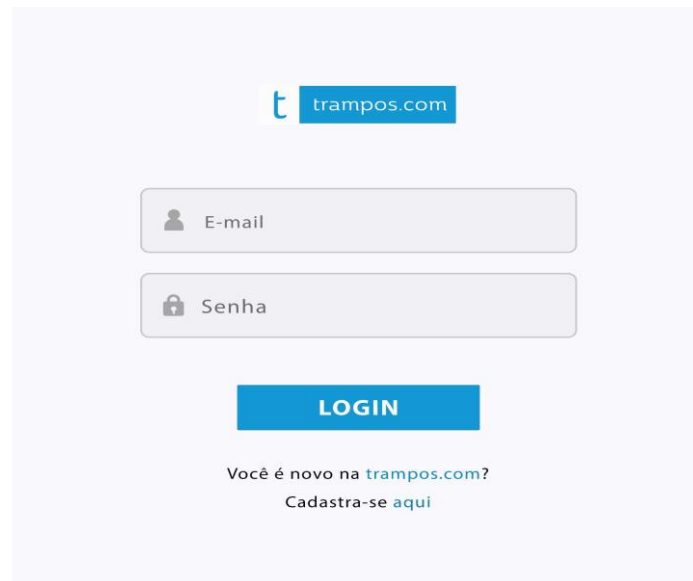 t trampos.com
E-mail
Senha
LOGIN
Você é novo na trampos.com?
Cadastra-se aqui